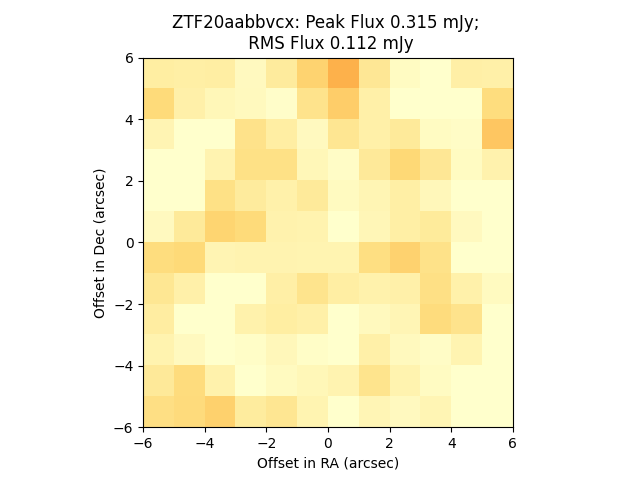 ZTF20aabbvcx: Peak Flux 0.315 mJy;
RMS Flux 0.112 mJy
6
4
2
0
−2
−4
−6
Offset in Dec (arcsec)
−6 −4 −2 0 2 4 6
Offset in RA (arcsec)